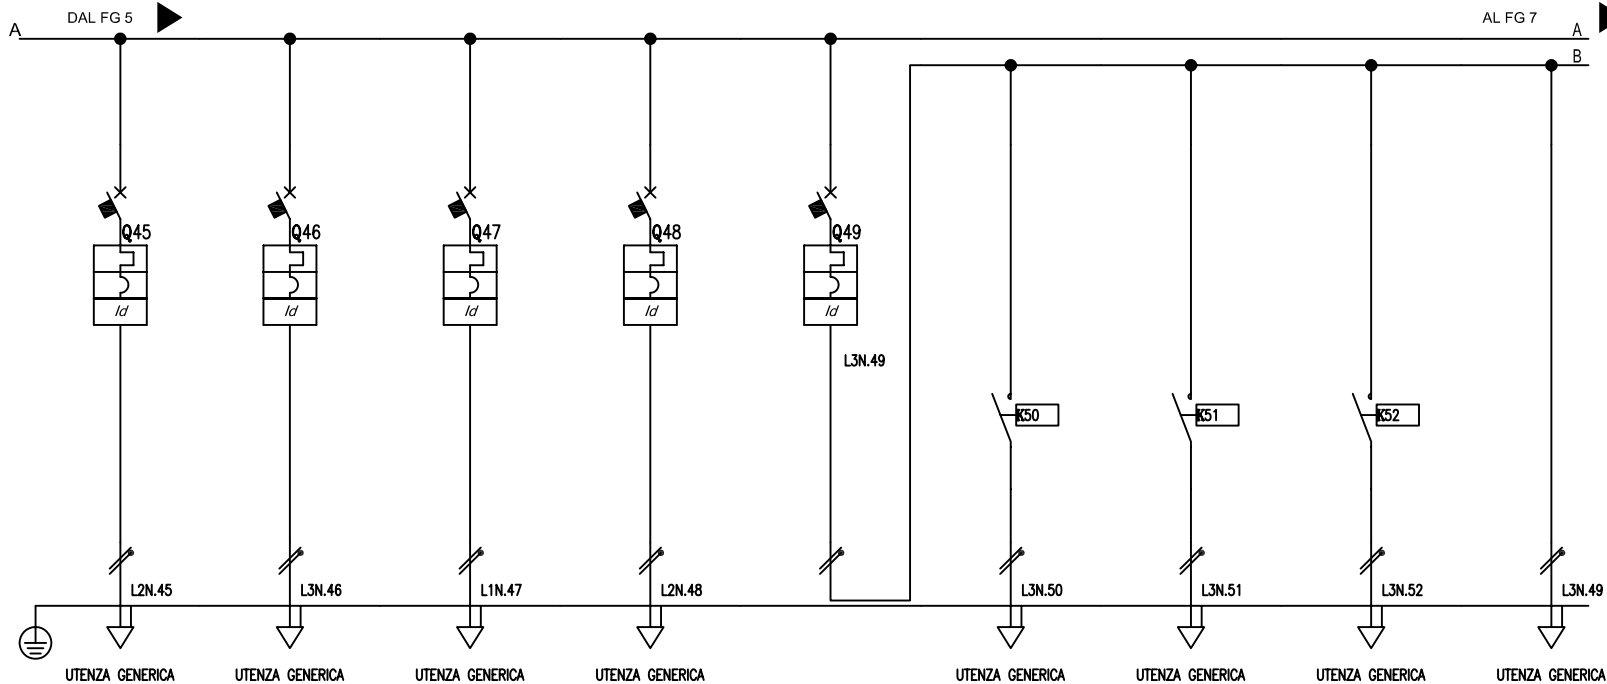 DAL FG 5
AL FG 7
A
A
B
Q45
Q46
Q47
Q48
Q49
Id
Id
Id
Id
Id
L3N.49
K50
K51
K52
L2N.45
L3N.46
L1N.47
L2N.48
L3N.50
L3N.51
L3N.52
L3N.49
UTENZA GENERICA
UTENZA GENERICA
UTENZA GENERICA
UTENZA GENERICA
UTENZA GENERICA
UTENZA GENERICA
UTENZA GENERICA
UTENZA GENERICA